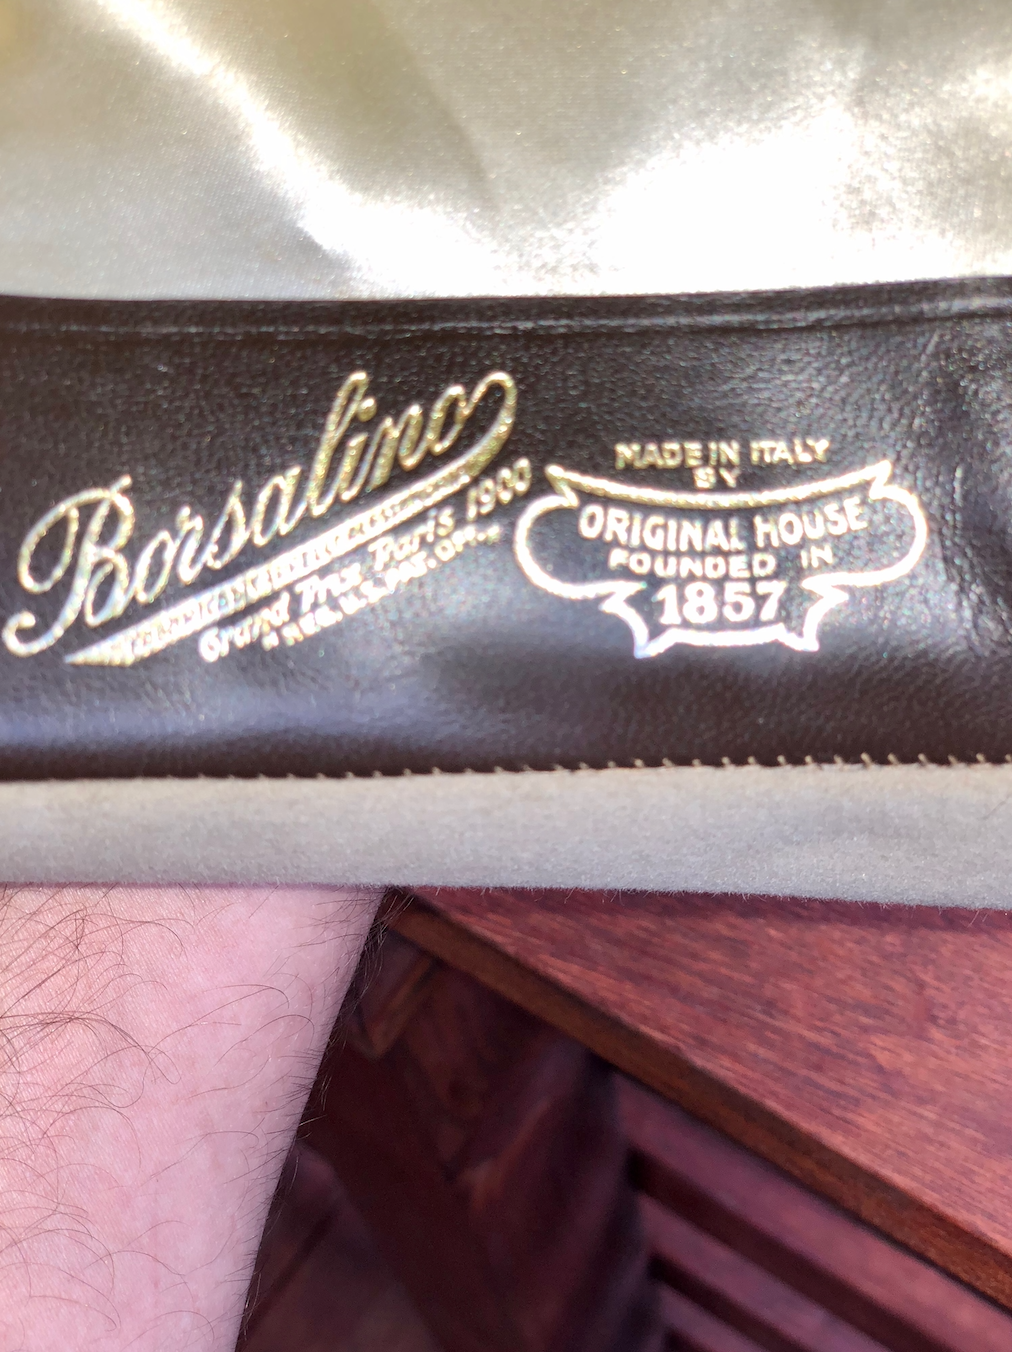 Borsalino
Grand Prix Paris 1900
MADE IN ITALY
BY
ORIGINAL HOUSE
FOUNDED IN
1857